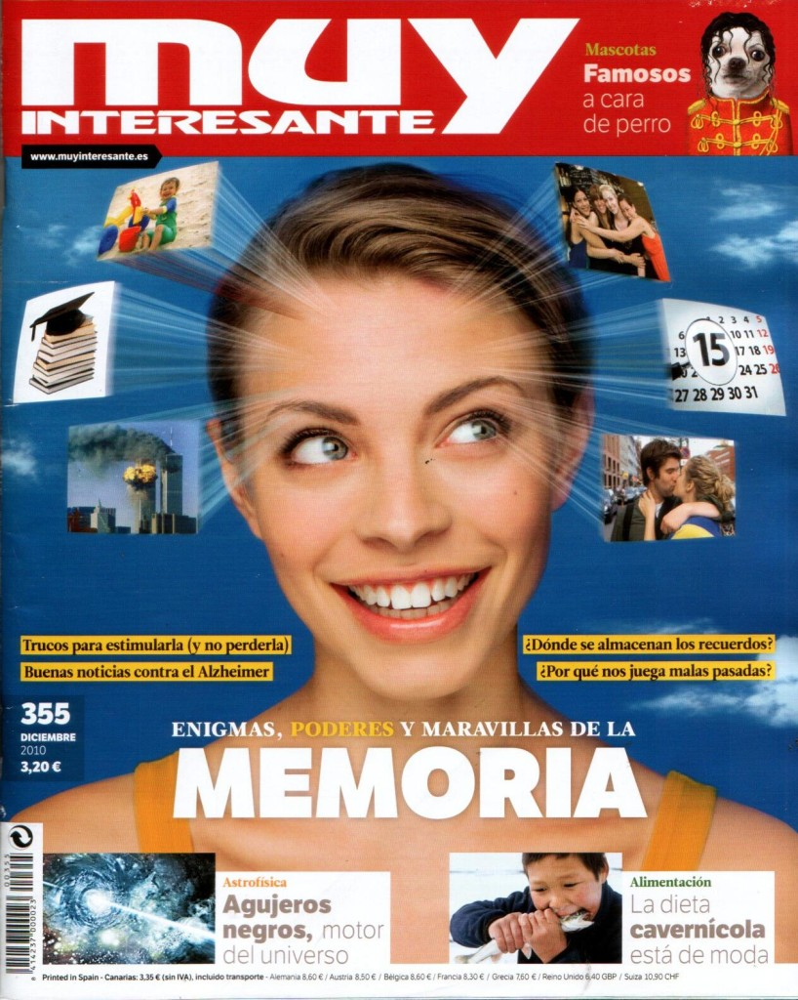 muy
INTERESANTE
Mascotas
Famosos
a cara
de perro
www.muyinteresante.es
1 2 3 4 5
6 10 11 12
13 15 17 18 19
20 24 25 26
27 28 29 30 31
Trucos para estimularla (y no perderla)
Buenas noticias contra el Alzheimer
¿Dónde se almacenan los recuerdos?
¿Por qué nos juega malas pasadas?
355
DICIEMBRE
2010
3,20 €
ENIGMAS, PODERES Y MARAVILLAS DE LA
MEMORIA
Astrofísica
Agujeros
negros, motor
del universo
Alimentación
La dieta
cavernícola
está de moda
00355
8 414237 000023
Printed in Spain - Canarias: 3,35 € (sin IVA), incluido transporte - Alemania 8,60 € / Austria 8,50 € / Bélgica 8,60 € / Francia 8,30 € / Grecia 7,60 € / Reino Unido 6,40 GBP / Suiza 10,90 CHF